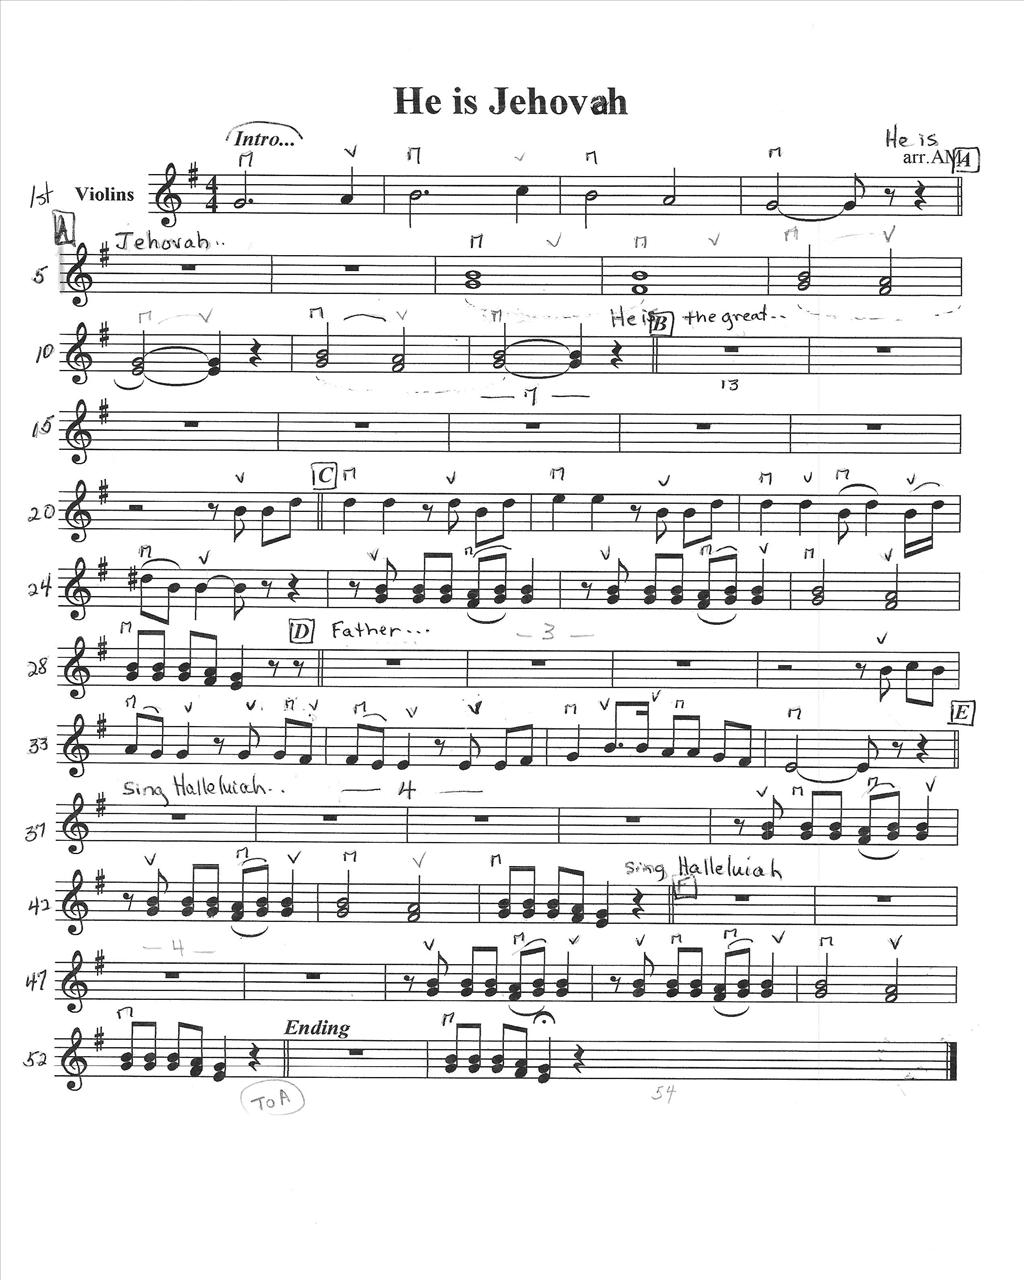 He is Jehovah
Intro...
He is
arr.AM
A
1st Violins
4
4
A
Jehovah..
5
He is B the great...
10
13
- 7 -
15
C
20
24
D Father...
- 3 -
28
E
33
sing Halleluiah..
- 4 -
37
sing Halleluiah
F
42
- 4 -
47
Ending
52
To A
54